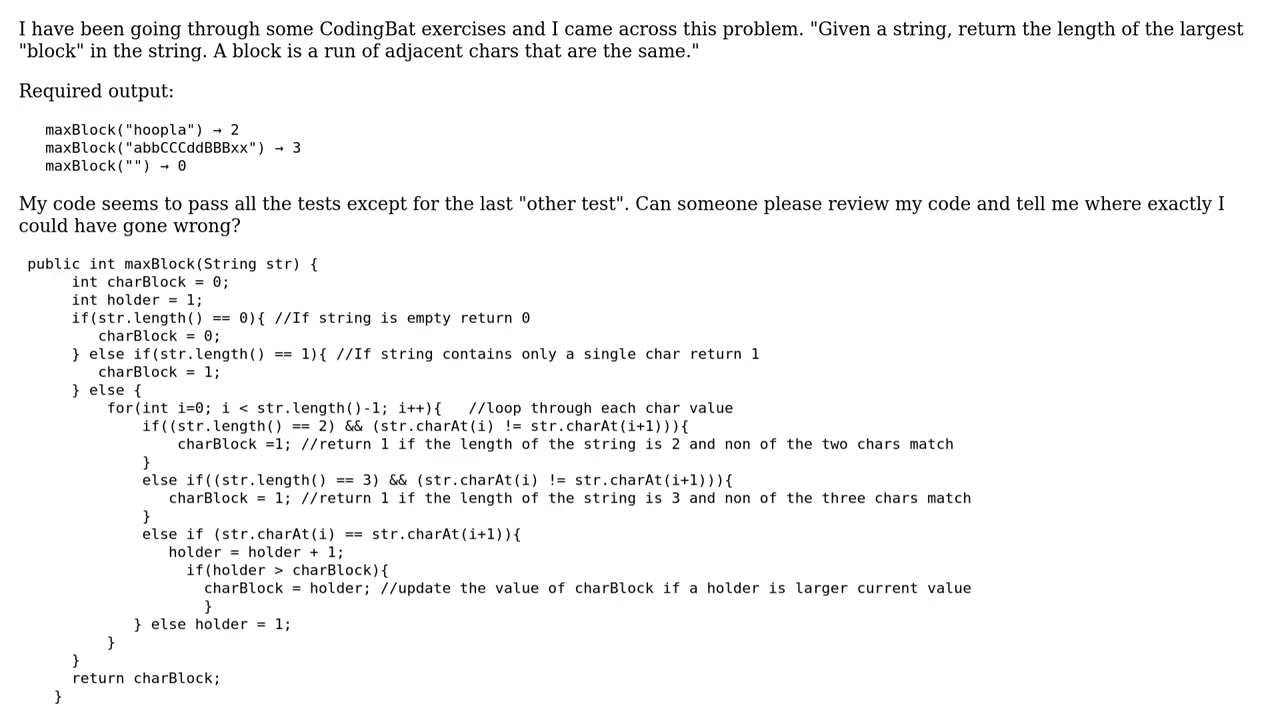 I have been going through some CodingBat exercises and I came across this problem. "Given a string, return the length of the largest
"block" in the string. A block is a run of adjacent chars that are the same."
Required output:
maxBlock("hoopla") → 2
maxBlock("abbCCCddBBBxx") → 3
maxBlock("") → 0
My code seems to pass all the tests except for the last "other test". Can someone please review my code and tell me where exactly I
could have gone wrong?
public int maxBlock(String str) {
     int charBlock = 0;
     int holder = 1;
     if(str.length() == 0){ //If string is empty return 0
        charBlock = 0;
     } else if(str.length() == 1){ //If string contains only a single char return 1
        charBlock = 1;
     } else {
         for(int i=0; i < str.length()-1; i++){   //loop through each char value
             if((str.length() == 2) && (str.charAt(i) != str.charAt(i+1))){
                 charBlock =1; //return 1 if the length of the string is 2 and non of the two chars match
             }
             else if((str.length() == 3) && (str.charAt(i) != str.charAt(i+1))){
                charBlock = 1; //return 1 if the length of the string is 3 and non of the three chars match
             }
             else if (str.charAt(i) == str.charAt(i+1)){
                holder = holder + 1;
                  if(holder > charBlock){
                    charBlock = holder; //update the value of charBlock if a holder is larger current value
                    }
            } else holder = 1;
         }
     }
     return charBlock;
   }